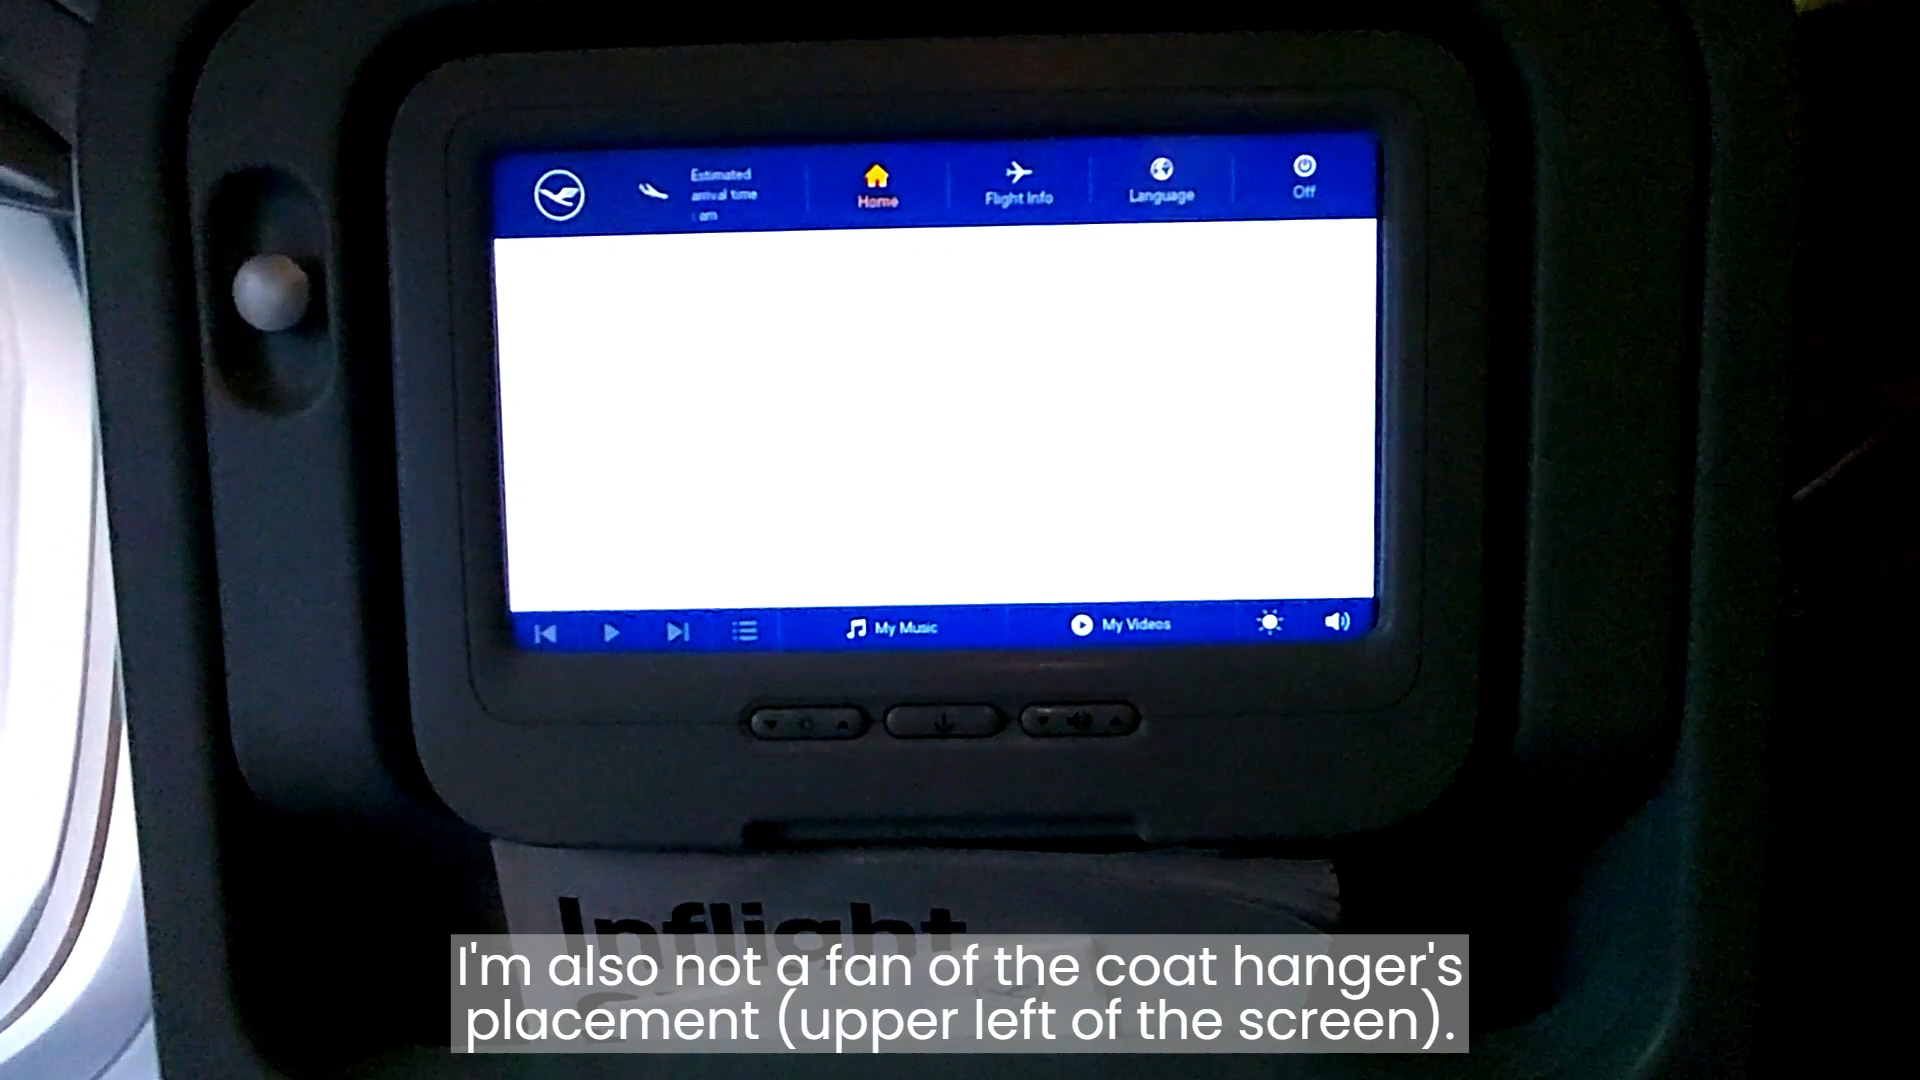 Estimated
arrival time
: am
Home
Flight Info
Language
Off
My Music
My Videos
Inflight
I'm also not a fan of the coat hanger's
placement (upper left of the screen).